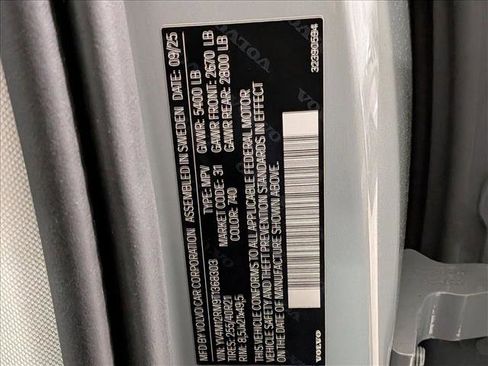 MFD BY VOLVO CAR CORPORATION ASSEMBLED IN SWEDEN DATE: 09/25
GVWR: 5400 LB
GAWR FRONT: 2670 LB
GAWR REAR: 2800 LB
VIN: YV4M12RM9T1368303 TYPE: MPV
TIRES: 255/40R21 MARKET CODE: 31
RIM: 8,5Jx21x49,5 COLOR: 740
THIS VEHICLE CONFORMS TO ALL APPLICABLE FEDERAL MOTOR
VEHICLE SAFETY AND THEFT PREVENTION STANDARDS IN EFFECT
ON THE DATE OF MANUFACTURE SHOWN ABOVE.
VOLVO
32390584